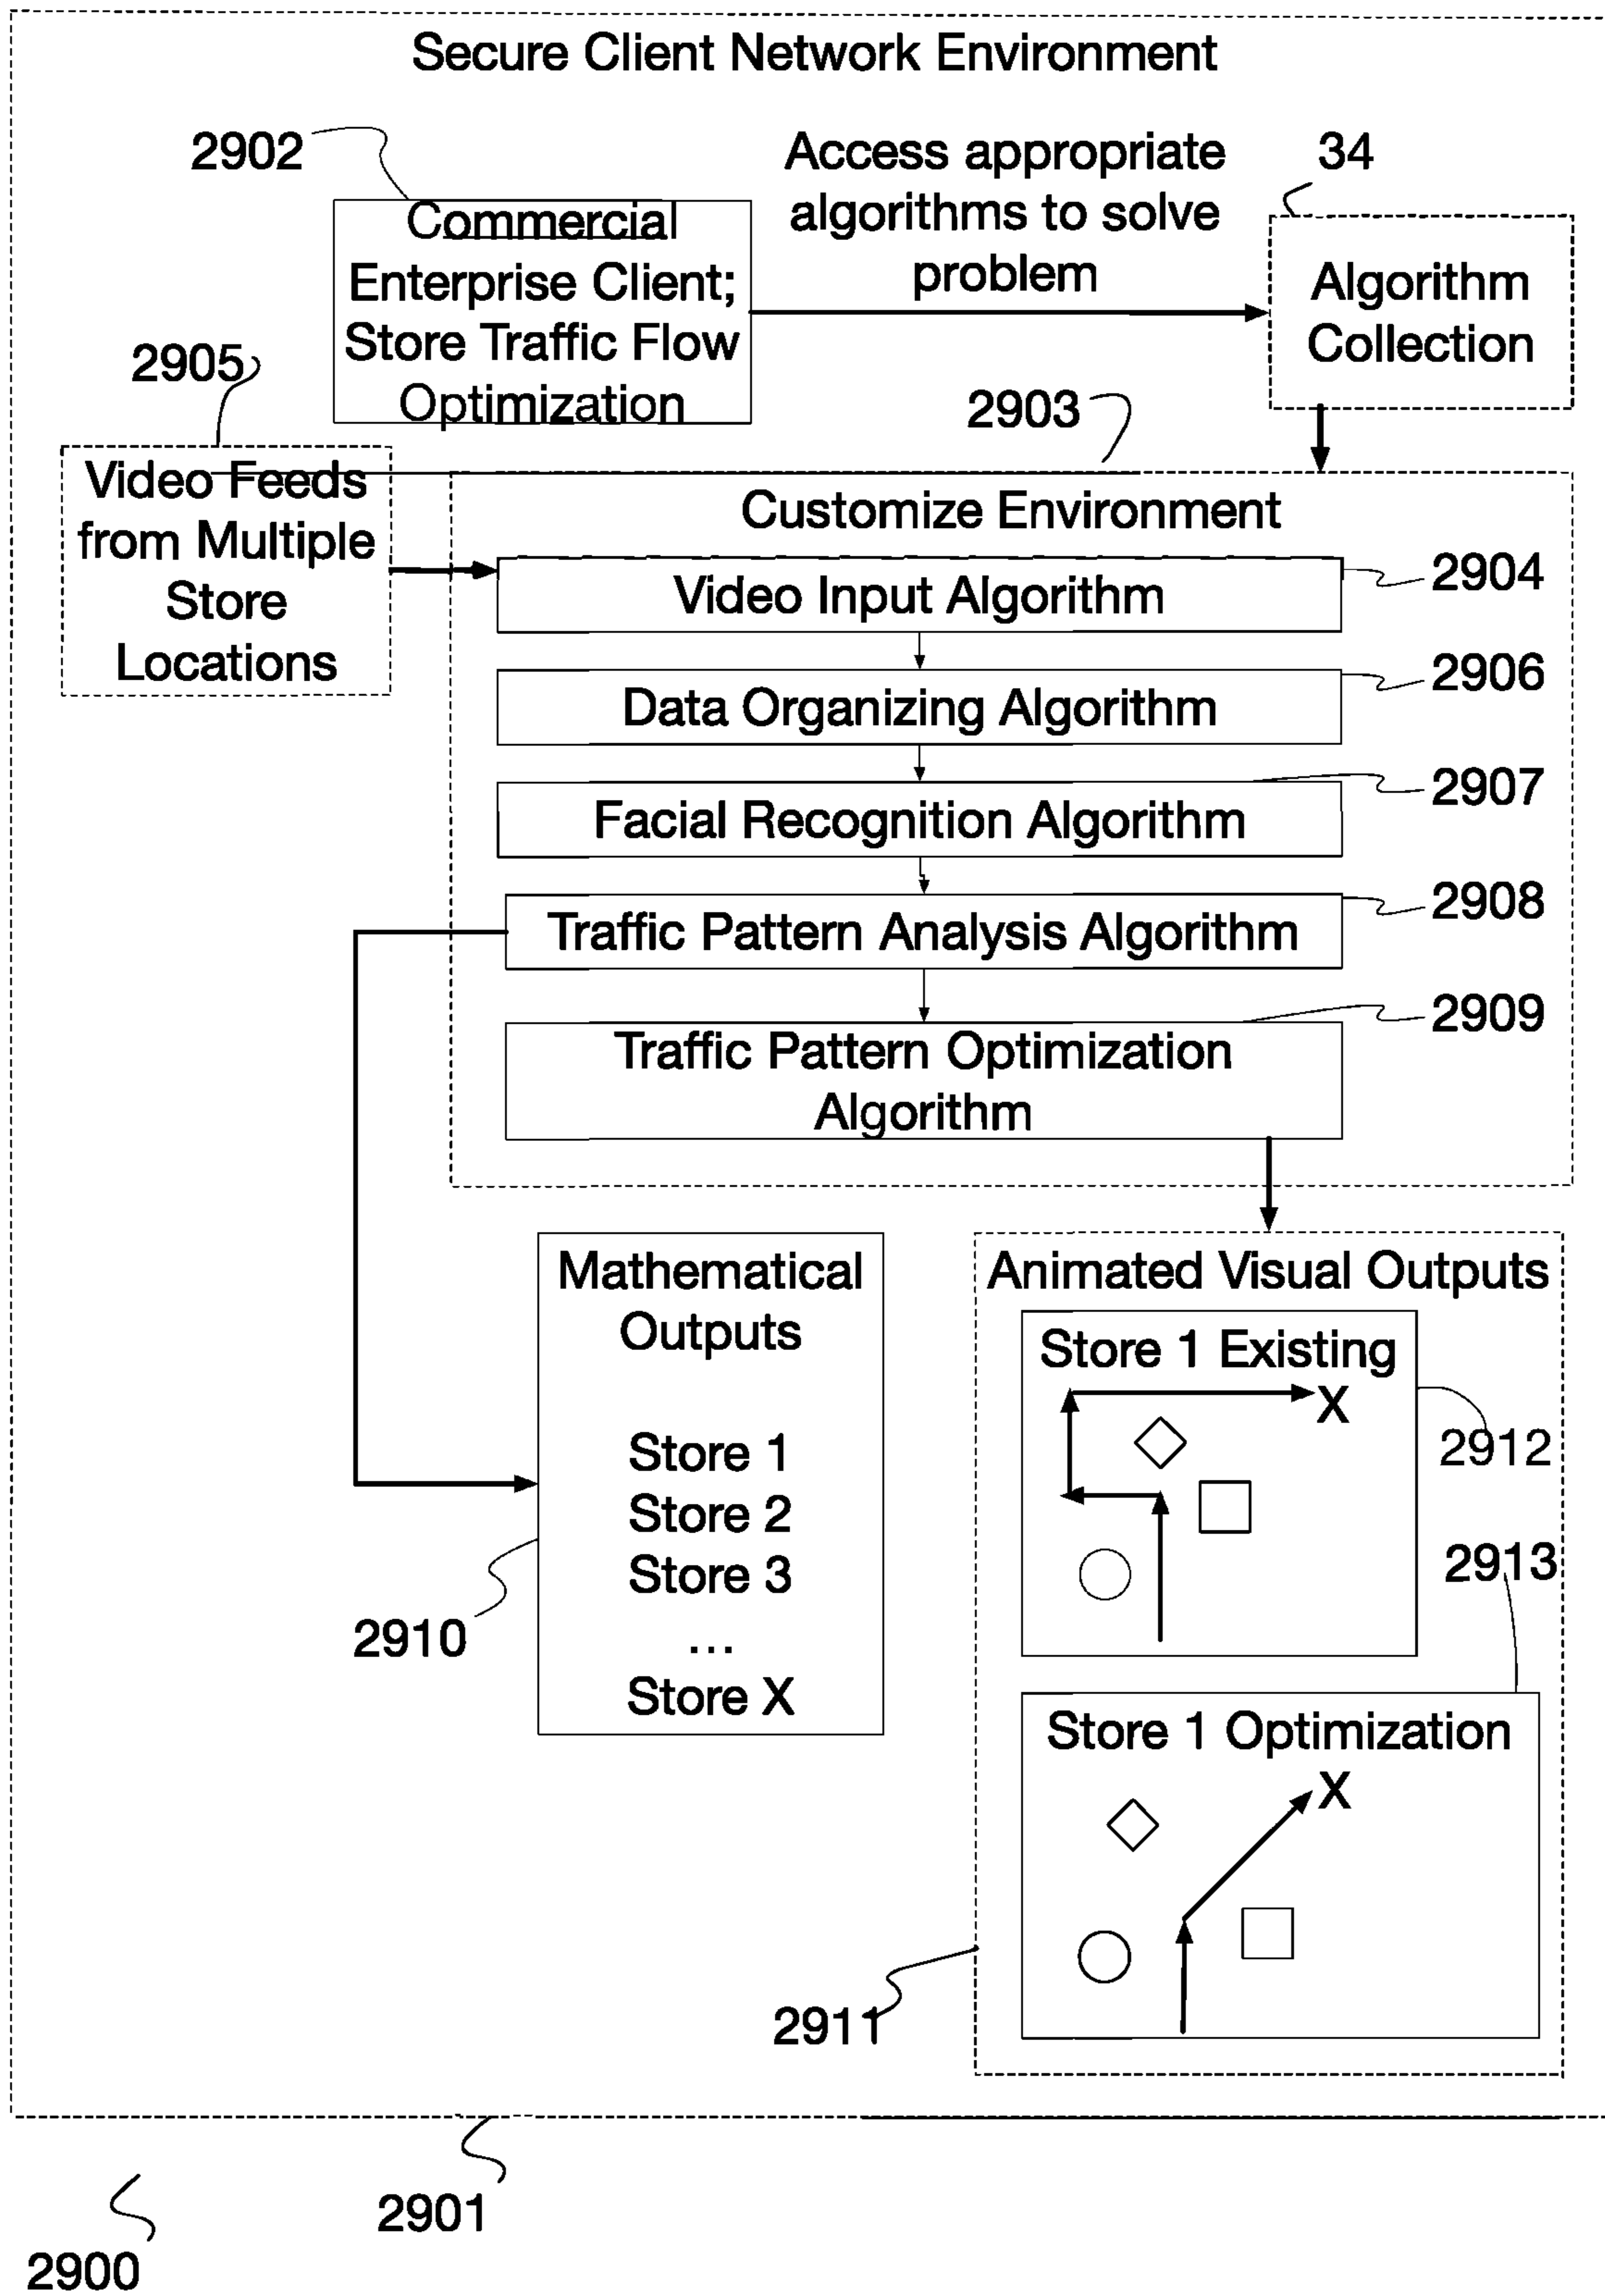 Secure Client Network Environment
2902
Commercial
Enterprise Client;
Store Traffic Flow
Optimization
Access appropriate
algorithms to solve
problem
34
Algorithm
Collection
2905
Video Feeds
from Multiple
Store
Locations
2903
Customize Environment
Video Input Algorithm
2904
Data Organizing Algorithm
2906
Facial Recognition Algorithm
2907
Traffic Pattern Analysis Algorithm
2908
Traffic Pattern Optimization
Algorithm
2909
Mathematical
Outputs
Store 1
Store 2
Store 3
...
Store X
2910
Animated Visual Outputs
Store 1 Existing
X
2912
2913
Store 1 Optimization
X
2911
2901
2900